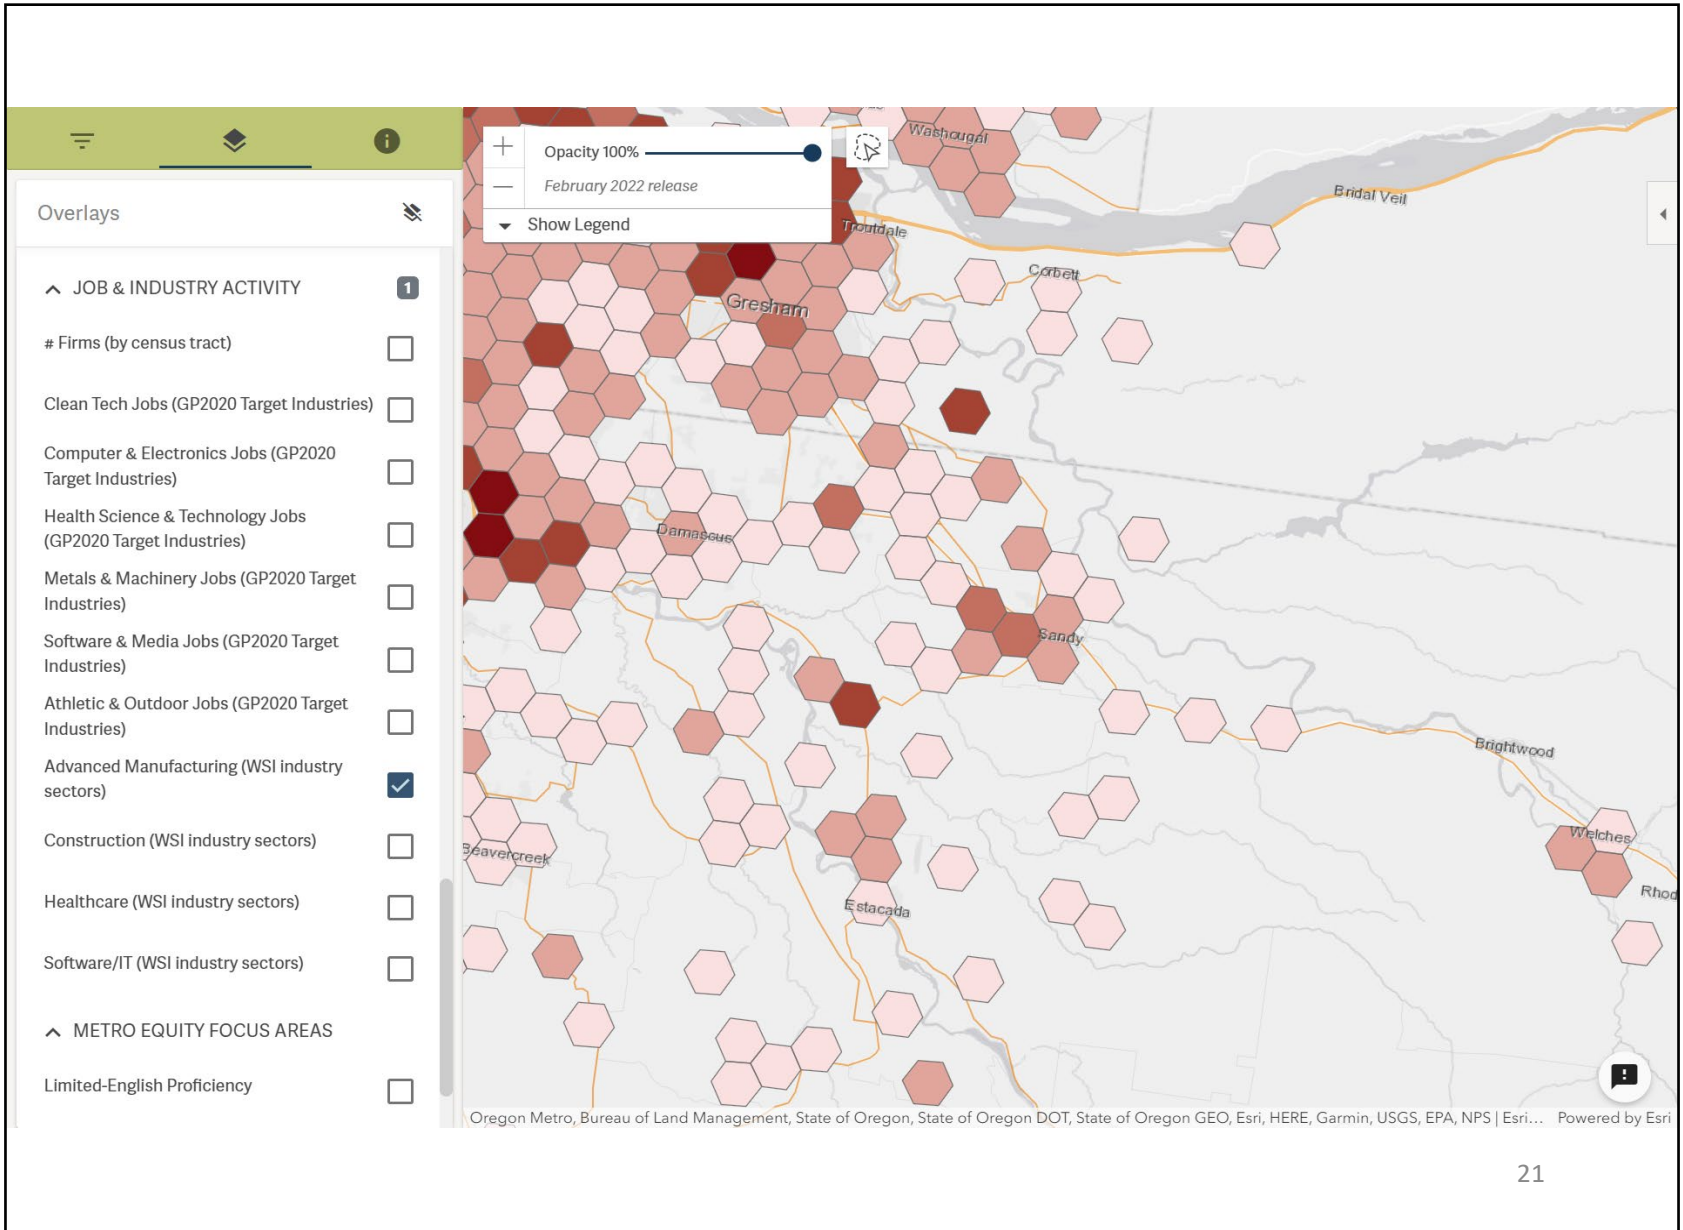 Overlays
JOB & INDUSTRY ACTIVITY
1
# Firms (by census tract)
Clean Tech Jobs (GP2020 Target Industries)
Computer & Electronics Jobs (GP2020
Target Industries)
Health Science & Technology Jobs
(GP2020 Target Industries)
Metals & Machinery Jobs (GP2020 Target
Industries)
Software & Media Jobs (GP2020 Target
Industries)
Athletic & Outdoor Jobs (GP2020 Target
Industries)
Advanced Manufacturing (WSI industry
sectors)
Construction (WSI industry sectors)
Healthcare (WSI industry sectors)
Software/IT (WSI industry sectors)
METRO EQUITY FOCUS AREAS
Limited-English Proficiency
Opacity 100%
February 2022 release
Show Legend
Washougal
Bridal Veil
Troutdale
Corbett
Gresham
Damascus
Sandy
Brightwood
Welches
Beavercreek
Rhod
Estacada
Oregon Metro, Bureau of Land Management, State of Oregon, State of Oregon DOT, State of Oregon GEO, Esri, HERE, Garmin, USGS, EPA, NPS | Esri... Powered by Esri
21